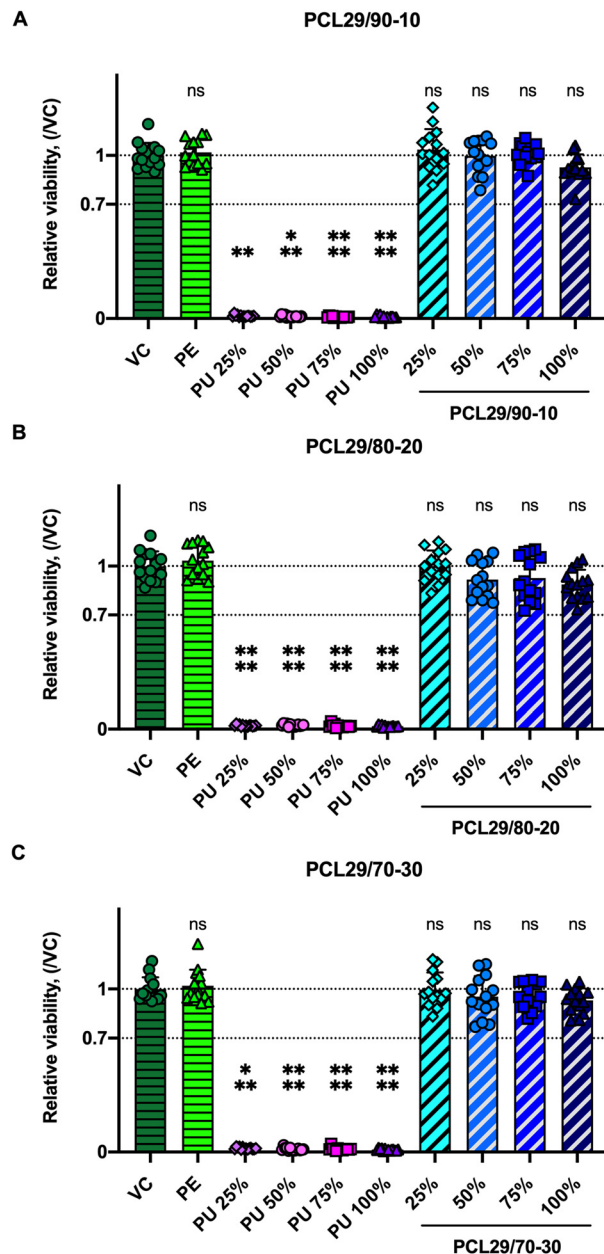 A
PCL29/90-10
Relative viability, (/VC)
ns ns ns ns ns
1
* ** **
** ** ** **
0.7
0
VC PE PU 25% PU 50% PU 75% PU 100% 25% 50% 75% 100%
PCL29/90-10
B
PCL29/80-20
Relative viability, (/VC)
ns ns ns ns ns
1
0.7
** ** ** **
** ** ** **
0
VC PE PU 25% PU 50% PU 75% PU 100% 25% 50% 75% 100%
PCL29/80-20
C
PCL29/70-30
Relative viability, (/VC)
ns ns ns ns ns
1
0.7
* ** ** **
** ** ** **
0
VC PE PU 25% PU 50% PU 75% PU 100% 25% 50% 75% 100%
PCL29/70-30